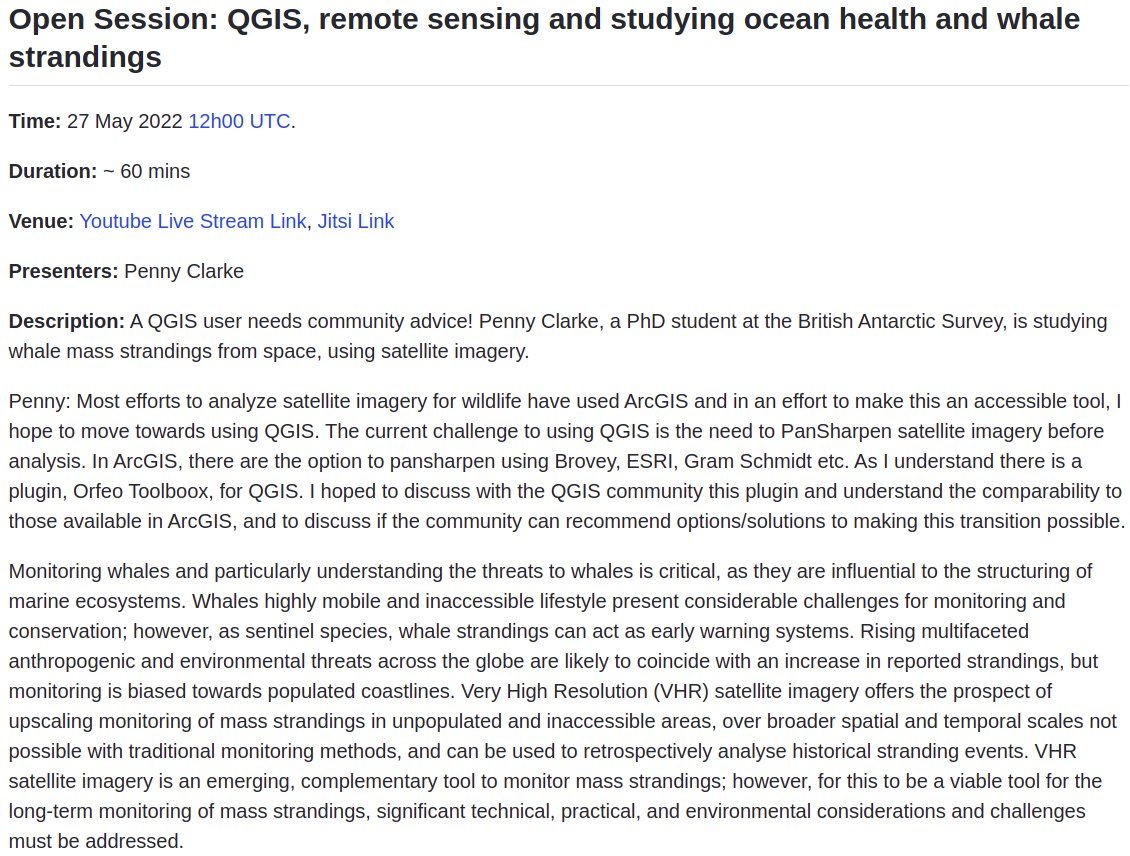 Open Session: QGIS, remote sensing and studying ocean health and whale
strandings
Time: 27 May 2022 12h00 UTC.
Duration: ~ 60 mins
Venue: Youtube Live Stream Link, Jitsi Link
Presenters: Penny Clarke
Description: A QGIS user needs community advice! Penny Clarke, a PhD student at the British Antarctic Survey, is studying
whale mass strandings from space, using satellite imagery.
Penny: Most efforts to analyze satellite imagery for wildlife have used ArcGIS and in an effort to make this an accessible tool, I
hope to move towards using QGIS. The current challenge to using QGIS is the need to PanSharpen satellite imagery before
analysis. In ArcGIS, there are the option to pansharpen using Brovey, ESRI, Gram Schmidt etc. As I understand there is a
plugin, Orfeo Toolboox, for QGIS. I hoped to discuss with the QGIS community this plugin and understand the comparability to
those available in ArcGIS, and to discuss if the community can recommend options/solutions to making this transition possible.
Monitoring whales and particularly understanding the threats to whales is critical, as they are influential to the structuring of
marine ecosystems. Whales highly mobile and inaccessible lifestyle present considerable challenges for monitoring and
conservation; however, as sentinel species, whale strandings can act as early warning systems. Rising multifaceted
anthropogenic and environmental threats across the globe are likely to coincide with an increase in reported strandings, but
monitoring is biased towards populated coastlines. Very High Resolution (VHR) satellite imagery offers the prospect of
upscaling monitoring of mass strandings in unpopulated and inaccessible areas, over broader spatial and temporal scales not
possible with traditional monitoring methods, and can be used to retrospectively analyse historical stranding events. VHR
satellite imagery is an emerging, complementary tool to monitor mass strandings; however, for this to be a viable tool for the
long-term monitoring of mass strandings, significant technical, practical, and environmental considerations and challenges
must be addressed.